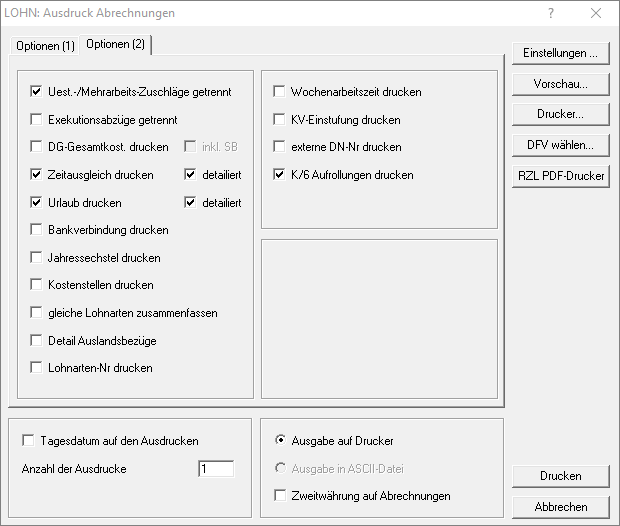 LOHN: Ausdruck Abrechnungen
Optionen (1) Optionen (2)
Uest.-/Mehrarbeits-Zuschläge getrennt
Exekutionsabzüge getrennt
DG-Gesamtkost. drucken inkl. SB
Zeitausgleich drucken detailiert
Urlaub drucken detailiert
Bankverbindung drucken
Jahressechstel drucken
Kostenstellen drucken
gleiche Lohnarten zusammenfassen
Detail Auslandsbezüge
Lohnarten-Nr drucken
Wochenarbeitszeit drucken
KV-Einstufung drucken
externe DN-Nr drucken
K/6 Aufrollungen drucken
Einstellungen ...
Vorschau...
Drucker...
DFV wählen...
RZL PDF-Drucker
Tagesdatum auf den Ausdrucken
Anzahl der Ausdrucke 1
Ausgabe auf Drucker
Ausgabe in ASCII-Datei
Zweitwährung auf Abrechnungen
Drucken
Abbrechen